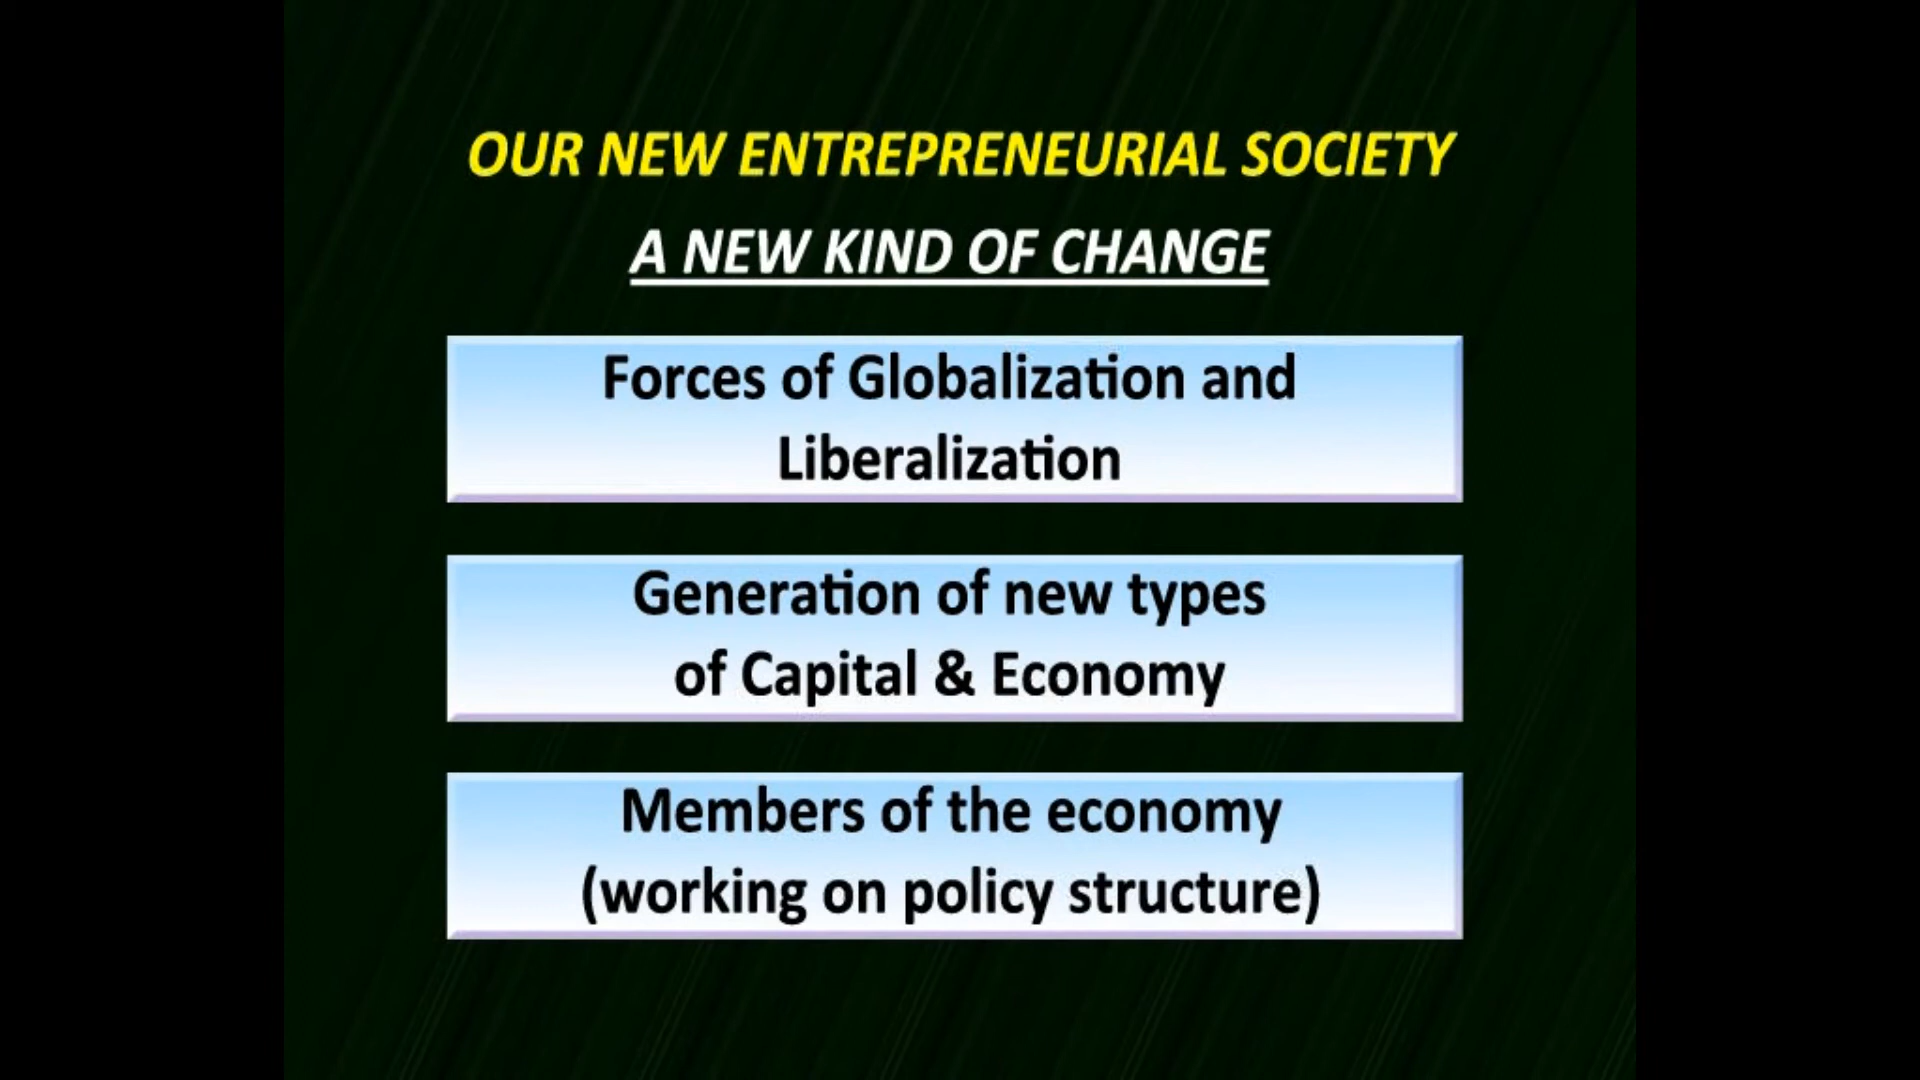 OUR NEW ENTREPRENEURIAL SOCIETY
A NEW KIND OF CHANGE
Forces of Globalization and
Liberalization
Generation of new types
of Capital & Economy
Members of the economy
(working on policy structure)